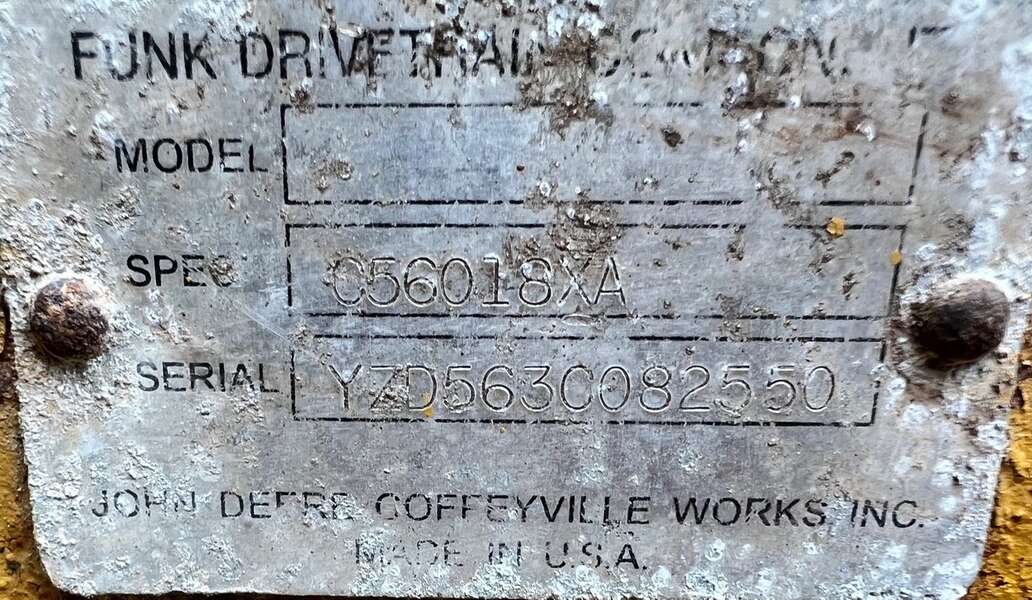 FUNK DRIVETRAIN
MODEL
SPEC C56018XA
SERIAL YZD563C082550
JOHN DEERE COFFEYVILLE WORKS INC.
MADE IN U.S.A.